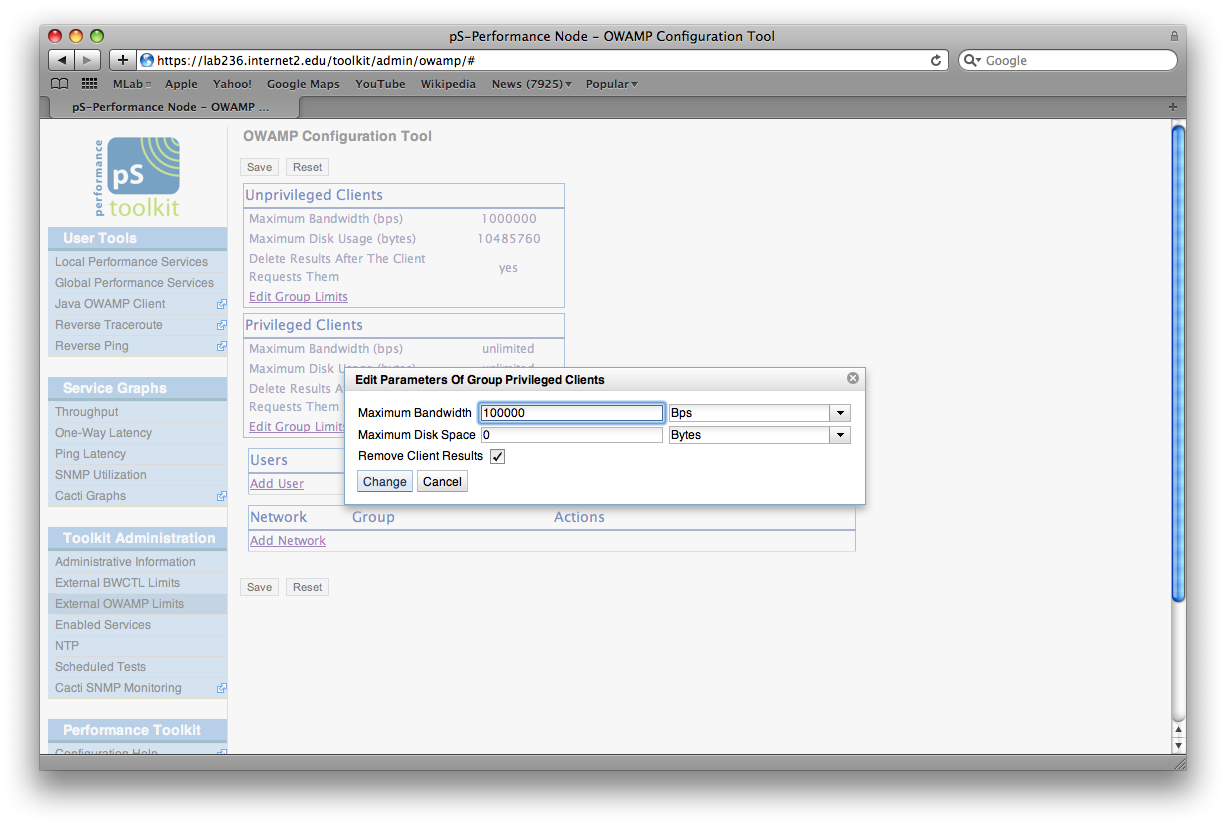 pS-Performance Node – OWAMP Configuration Tool
https://lab236.internet2.edu/toolkit/admin/owamp/#
Google
MLab Apple Yahoo! Google Maps YouTube Wikipedia News (7925) Popular
pS-Performance Node – OWAMP ...
performance
pS
toolkit
User Tools
Local Performance Services
Global Performance Services
Java OWAMP Client
Reverse Traceroute
Reverse Ping
Service Graphs
Throughput
One-Way Latency
Ping Latency
SNMP Utilization
Cacti Graphs
Toolkit Administration
Administrative Information
External BWCTL Limits
External OWAMP Limits
Enabled Services
NTP
Scheduled Tests
Cacti SNMP Monitoring
Performance Toolkit
Configuration Help
OWAMP Configuration Tool
Save Reset
Unprivileged Clients
Maximum Bandwidth (bps) 1000000
Maximum Disk Usage (bytes) 10485760
Delete Results After The Client
Requests Them yes
Edit Group Limits
Privileged Clients
Maximum Bandwidth (bps) unlimited
Maximum Disk Usage (bytes) unlimited
Delete Results A
Requests Them
Edit Group Limits
Edit Parameters Of Group Privileged Clients
Maximum Bandwidth 100000 Bps
Maximum Disk Space 0 Bytes
Remove Client Results
Change Cancel
Users
Add User
Network Group Actions
Add Network
Save Reset